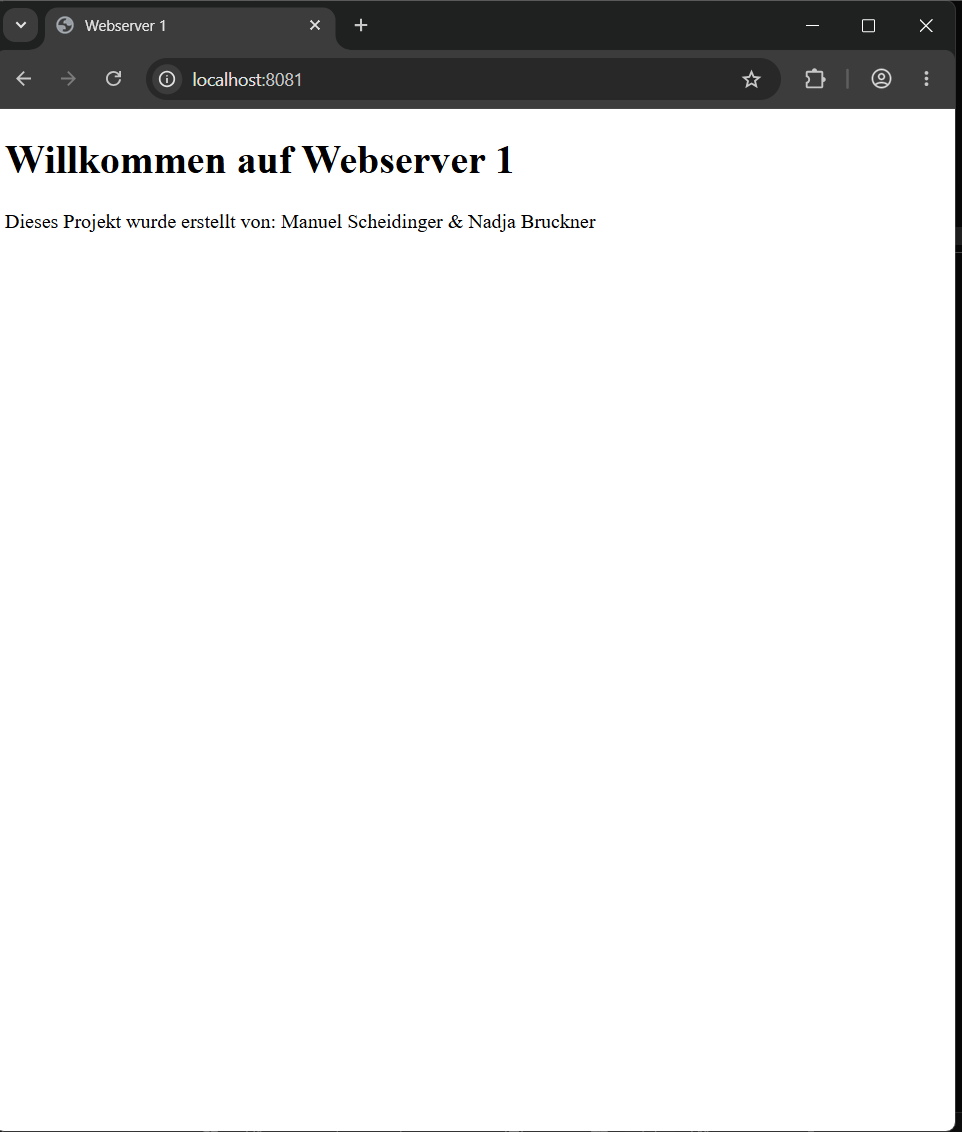 Webserver 1
localhost:8081
Willkommen auf Webserver 1
Dieses Projekt wurde erstellt von: Manuel Scheidinger & Nadja Bruckner